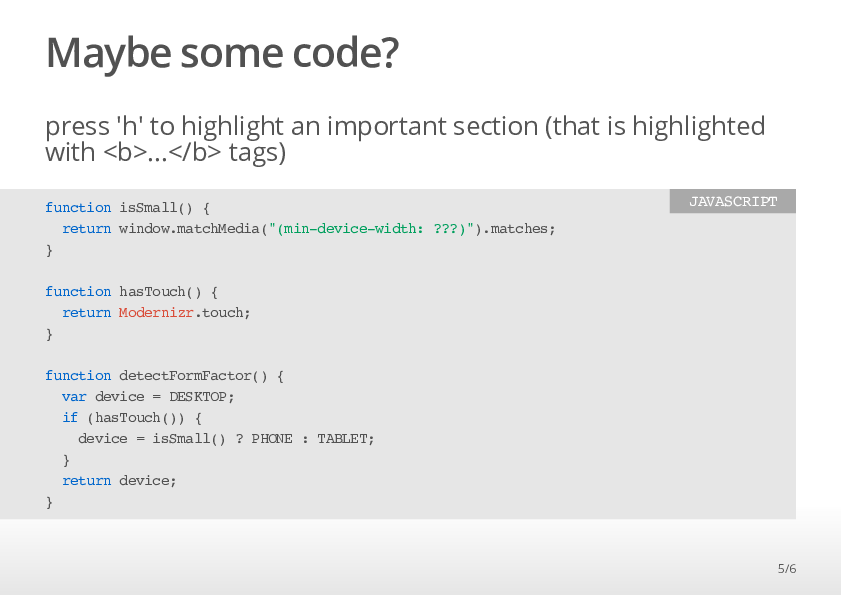 Maybe some code?
press 'h' to highlight an important section (that is highlighted
with <b>...</b> tags)
JAVASCRIPT
function isSmall() {
  return window.matchMedia("(min-device-width: ???)").matches;
}

function hasTouch() {
  return Modernizr.touch;
}

function detectFormFactor() {
  var device = DESKTOP;
  if (hasTouch()) {
    device = isSmall() ? PHONE : TABLET;
  }
  return device;
}
5/6